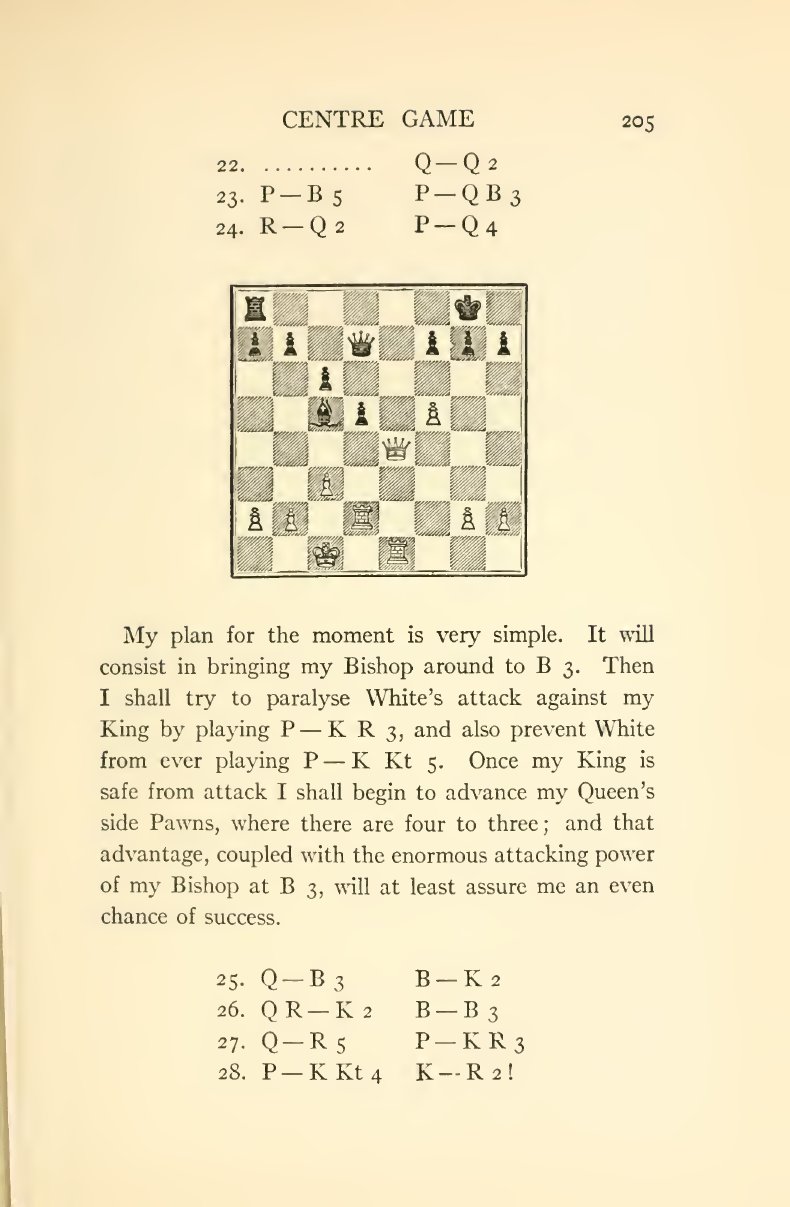 CENTRE GAME 205
22. .......... Q—Q 2
23. P—B 5 P—Q B 3
24. R—Q 2 P—Q 4
My plan for the moment is very simple. It will
consist in bringing my Bishop around to B 3. Then
I shall try to paralyse White's attack against my
King by playing P—K R 3, and also prevent White
from ever playing P—K Kt 5. Once my King is
safe from attack I shall begin to advance my Queen's
side Pawns, where there are four to three; and that
advantage, coupled with the enormous attacking power
of my Bishop at B 3, will at least assure me an even
chance of success.
25. Q—B 3 B—K 2
26. Q R—K 2 B—B 3
27. Q—R 5 P—K R 3
28. P—K Kt 4 K—-R 2!